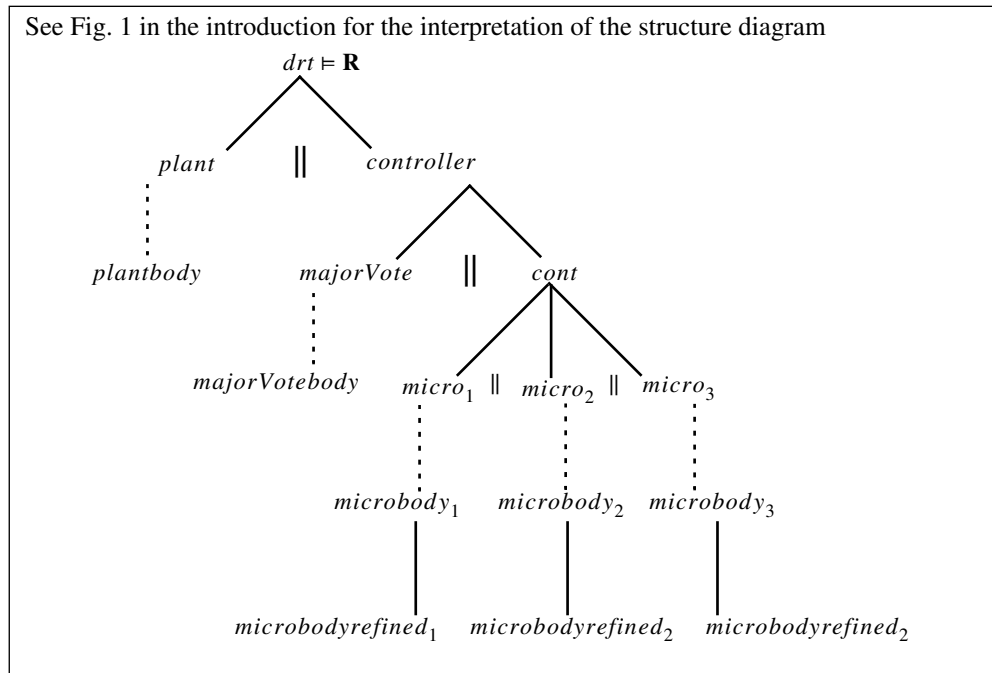 See Fig. 1 in the introduction for the interpretation of the structure diagram
drt ⊨ R
plant || controller
plantbody majorVote || cont
majorVotebody micro₁ || micro₂ || micro₃
microbody₁ microbody₂ microbody₃
microbodyrefined₁ microbodyrefined₂ microbodyrefined₂